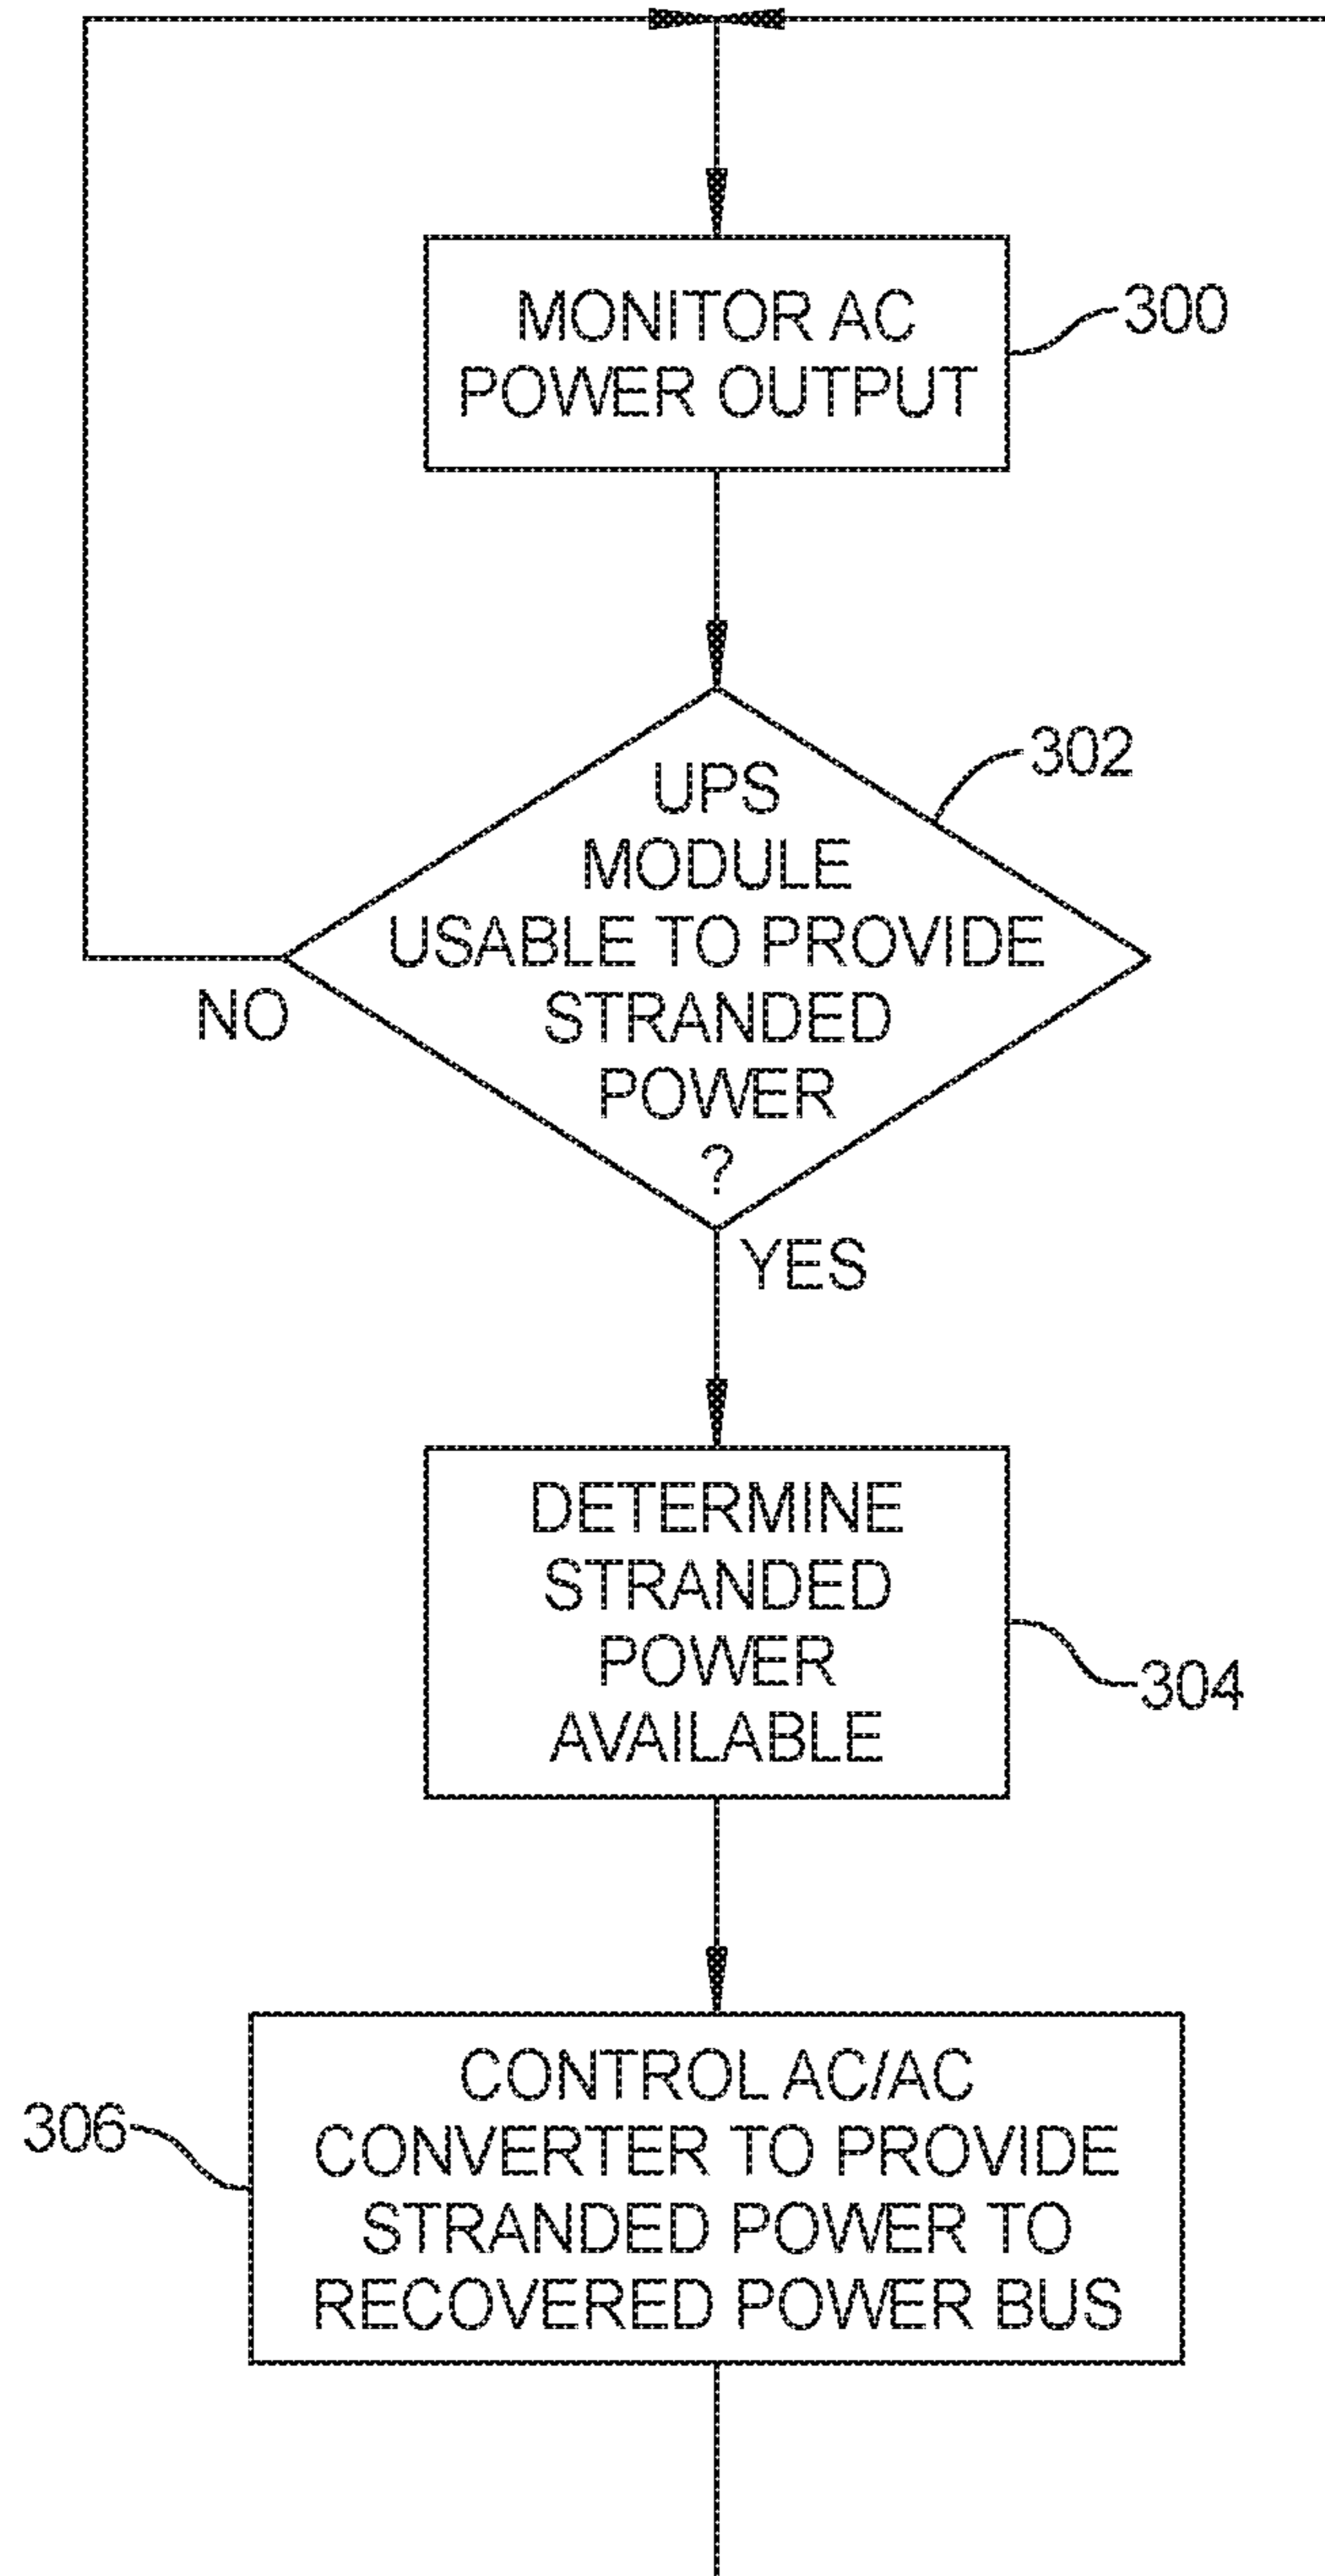 MONITOR AC
POWER OUTPUT
300
302
UPS
MODULE
USABLE TO PROVIDE
STRANDED
POWER
?
NO
YES
DETERMINE
STRANDED
POWER
AVAILABLE
304
306
CONTROL AC/AC
CONVERTER TO PROVIDE
STRANDED POWER TO
RECOVERED POWER BUS